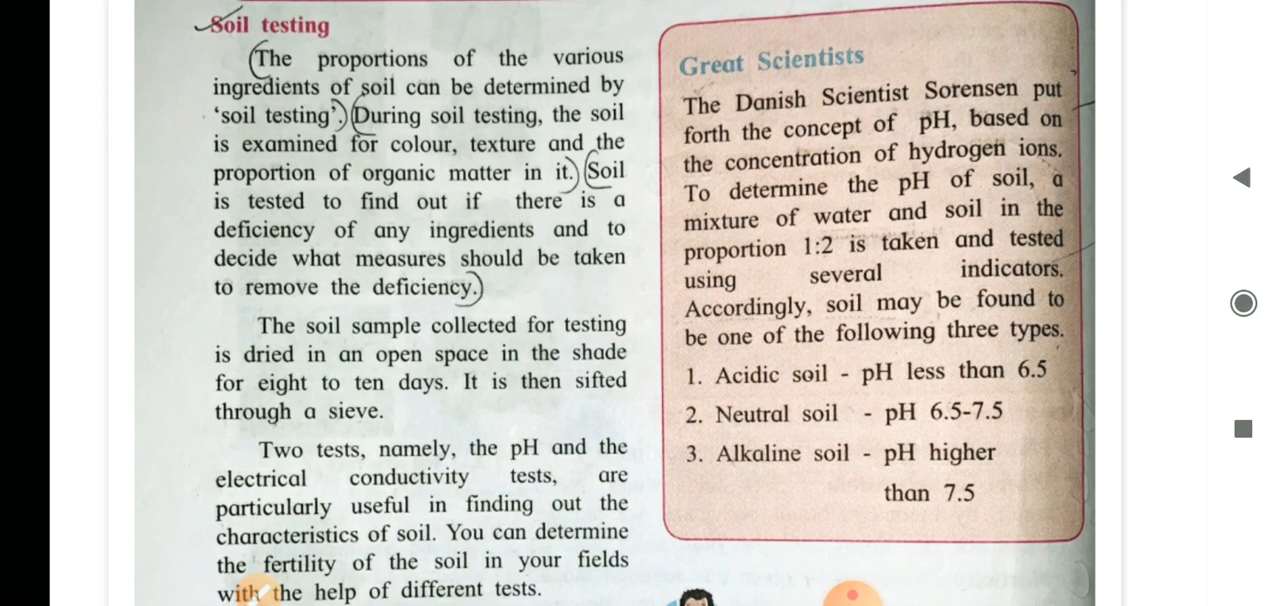 Soil testing
The proportions of the various
ingredients of soil can be determined by
‘soil testing’. During soil testing, the soil
is examined for colour, texture and the
proportion of organic matter in it. Soil
is tested to find out if there is a
deficiency of any ingredients and to
decide what measures should be taken
to remove the deficiency.
The soil sample collected for testing
is dried in an open space in the shade
for eight to ten days. It is then sifted
through a sieve.
Two tests, namely, the pH and the
electrical conductivity tests, are
particularly useful in finding out the
characteristics of soil. You can determine
the fertility of the soil in your fields
with the help of different tests.
Great Scientists
The Danish Scientist Sorensen put
forth the concept of pH, based on
the concentration of hydrogen ions.
To determine the pH of soil, a
mixture of water and soil in the
proportion 1:2 is taken and tested
using several indicators.
Accordingly, soil may be found to
be one of the following three types.
1. Acidic soil - pH less than 6.5
2. Neutral soil - pH 6.5-7.5
3. Alkaline soil - pH higher
than 7.5